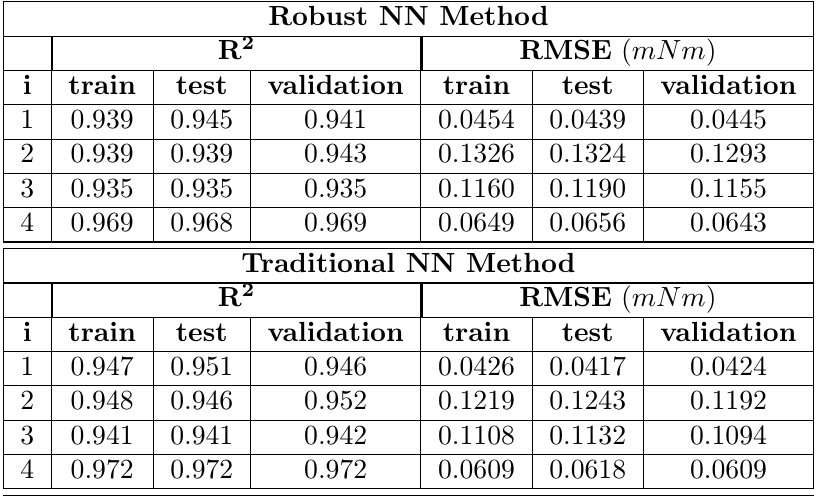 Robust NN Method
R² RMSE (mNm)
i train test validation train test validation
1 0.939 0.945 0.941 0.0454 0.0439 0.0445
2 0.939 0.939 0.943 0.1326 0.1324 0.1293
3 0.935 0.935 0.935 0.1160 0.1190 0.1155
4 0.969 0.968 0.969 0.0649 0.0656 0.0643
Traditional NN Method
R² RMSE (mNm)
i train test validation train test validation
1 0.947 0.951 0.946 0.0426 0.0417 0.0424
2 0.948 0.946 0.952 0.1219 0.1243 0.1192
3 0.941 0.941 0.942 0.1108 0.1132 0.1094
4 0.972 0.972 0.972 0.0609 0.0618 0.0609